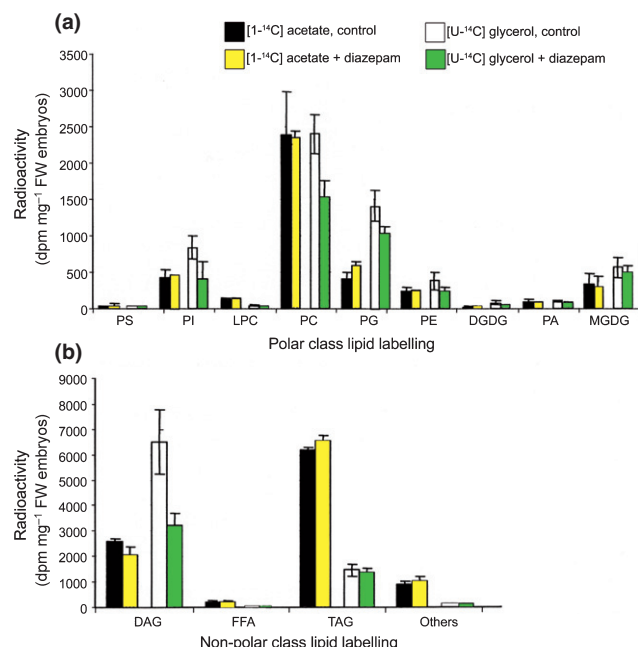 (a)
[1-¹⁴C] acetate, control
[U-¹⁴C] glycerol, control
[1-¹⁴C] acetate + diazepam
[U-¹⁴C] glycerol + diazepam
Radioactivity
(dpm mg⁻¹ FW embryos)
3500
3000
2500
2000
1500
1000
500
0
PS PI LPC PC PG PE DGDG PA MGDG
Polar class lipid labelling
(b)
Radioactivity
(dpm mg⁻¹ FW embryos)
9000
8000
7000
6000
5000
4000
3000
2000
1000
0
DAG FFA TAG Others
Non-polar class lipid labelling